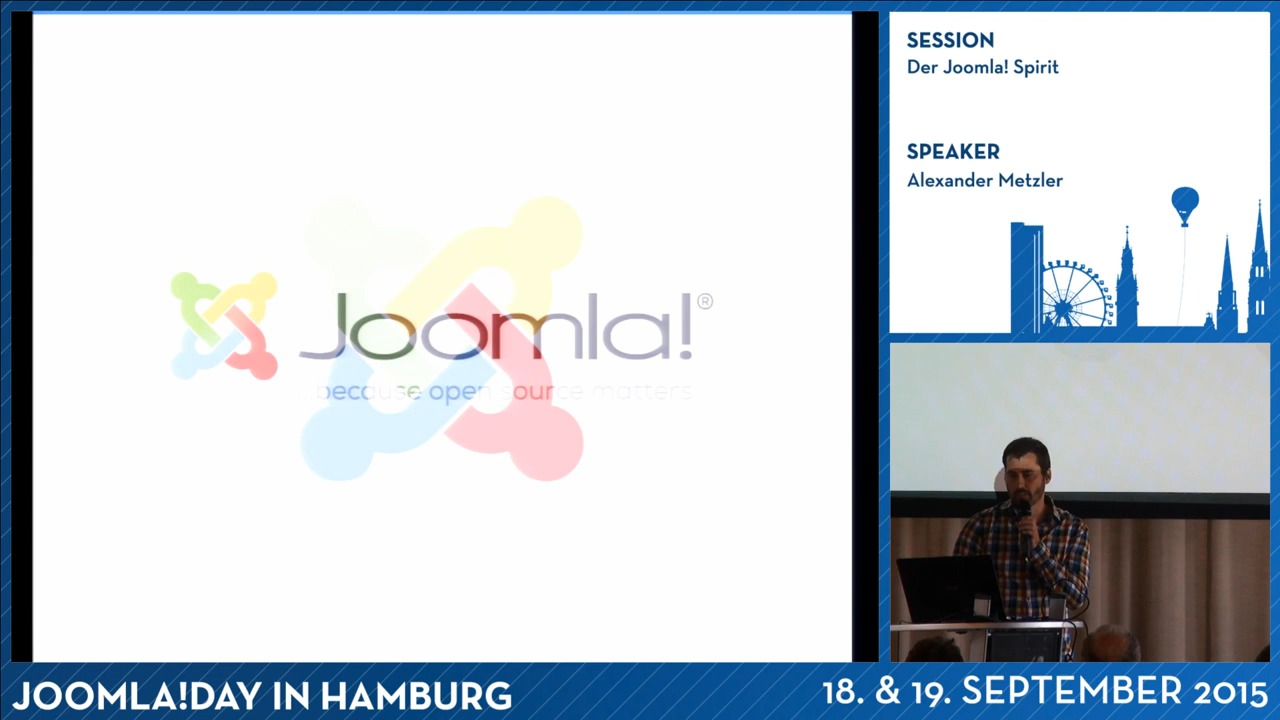 SESSION
Der Joomla! Spirit
SPEAKER
Alexander Metzler
Joomla!®
because open source matters
JOOMLA!DAY IN HAMBURG
18. & 19. SEPTEMBER 2015